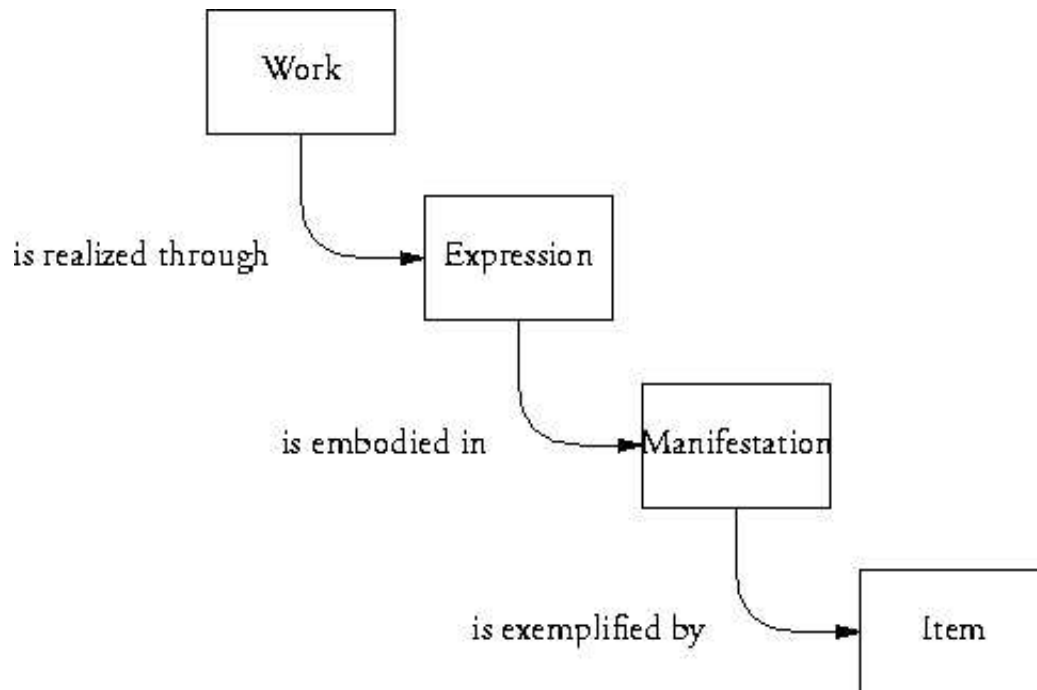 Work
is realized through
Expression
is embodied in
Manifestation
is exemplified by
Item